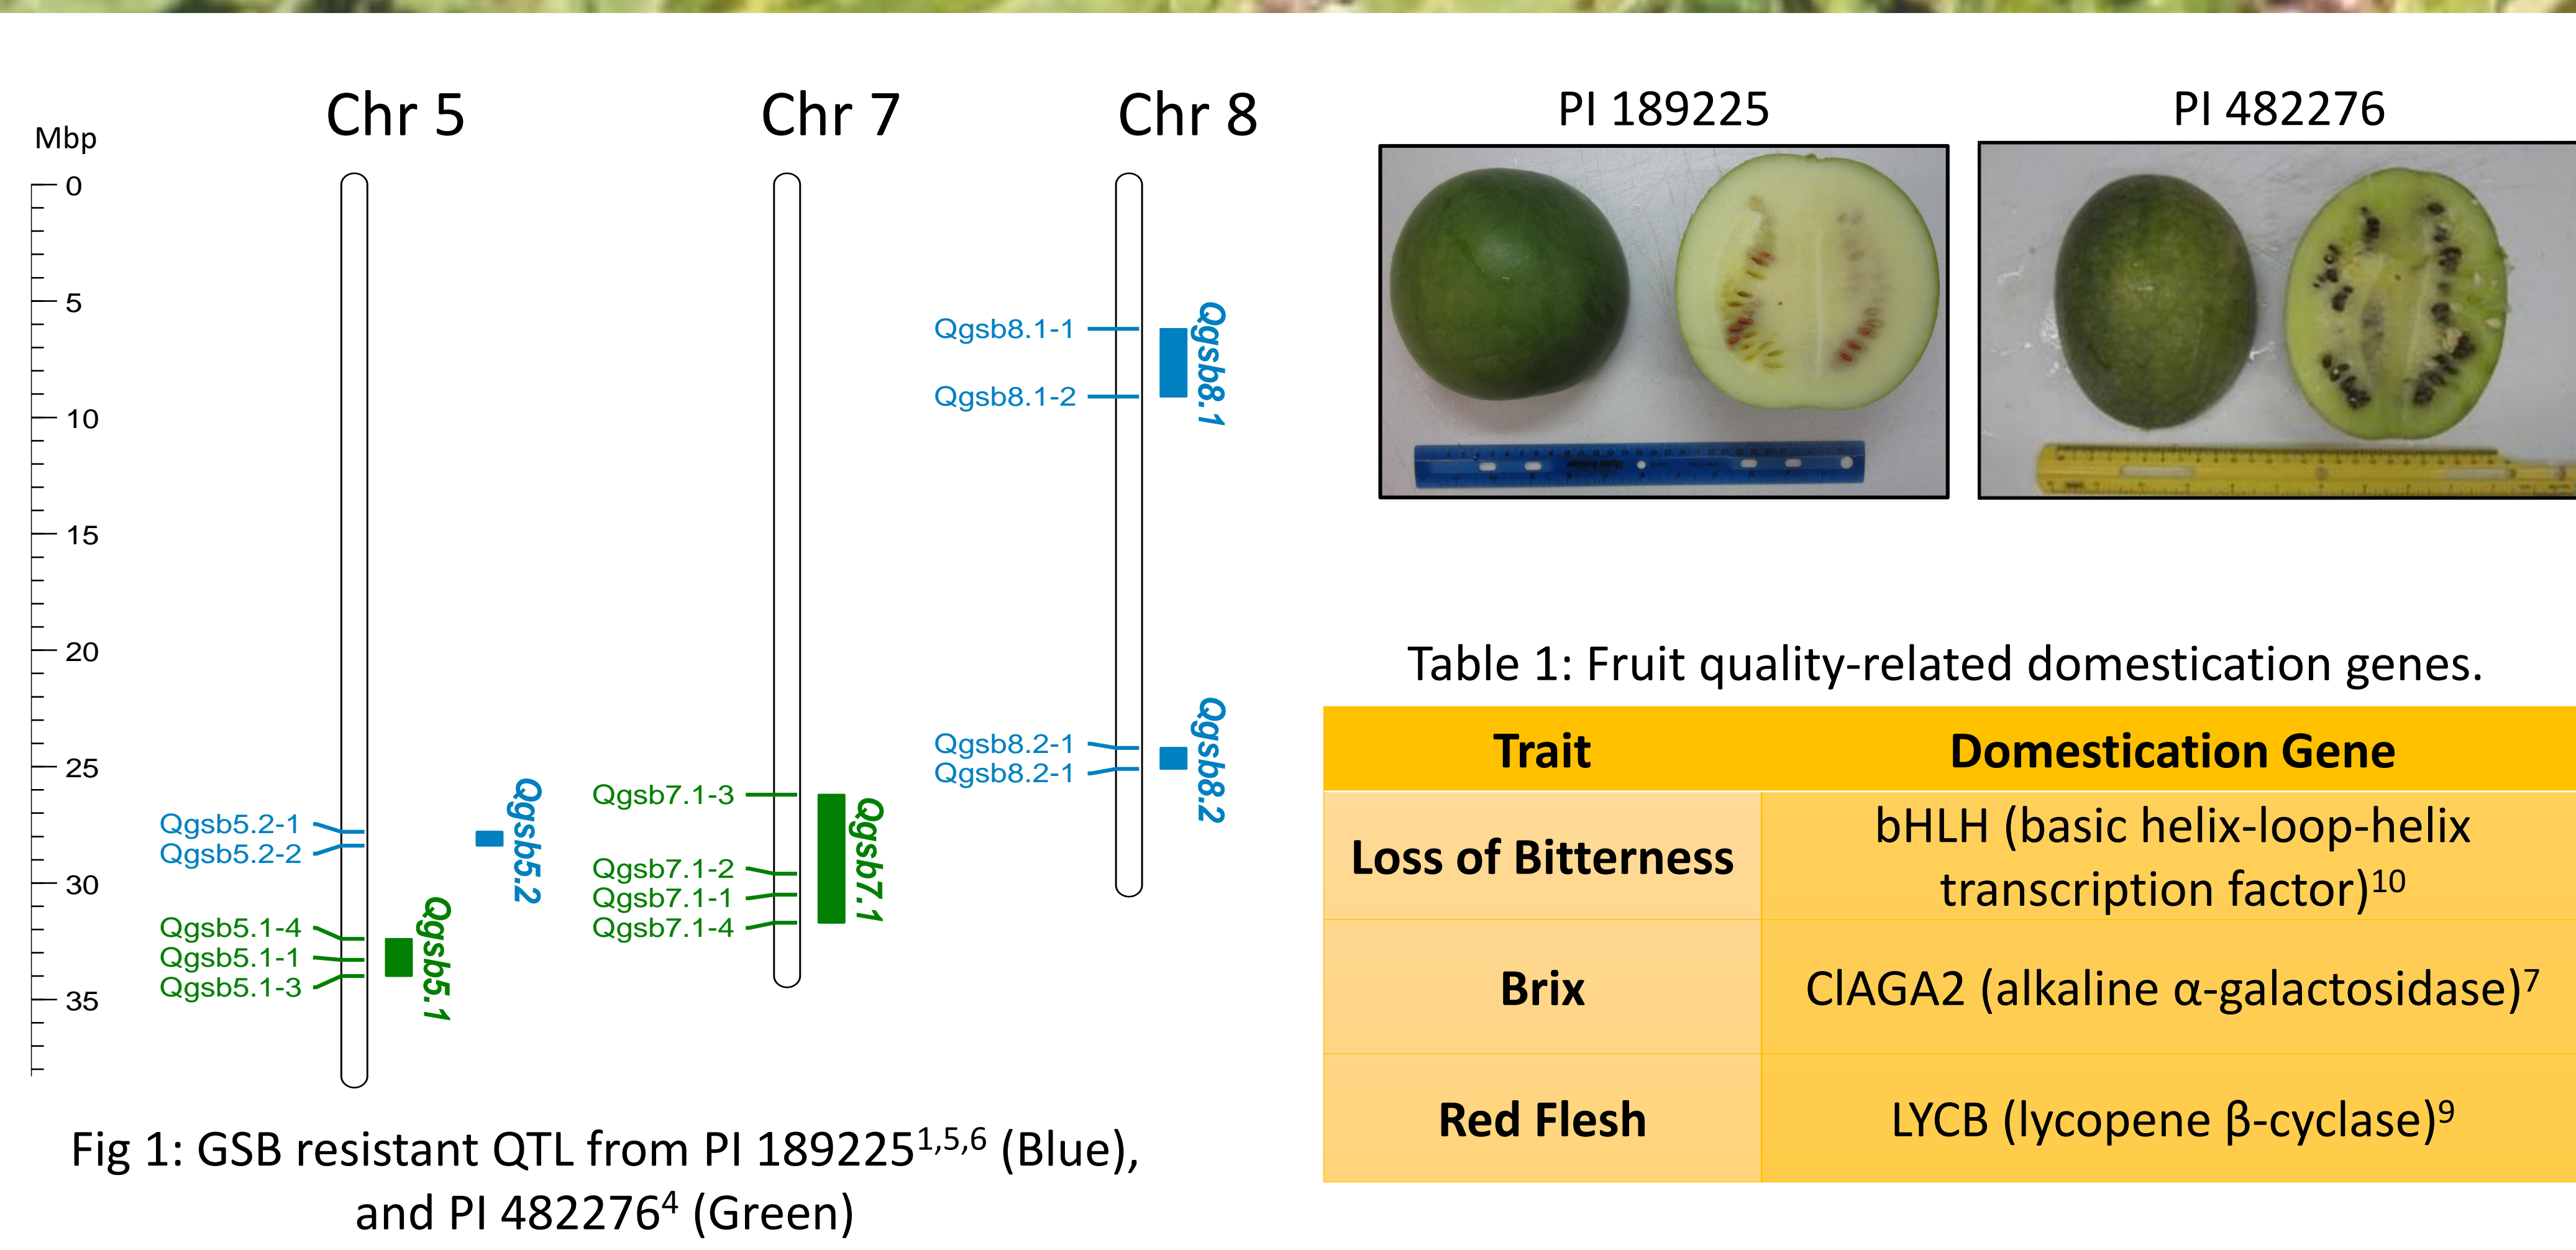 Chr 5
Chr 7
Chr 8
Mbp
0
5
10
15
20
25
30
35
Qgsb5.2-1
Qgsb5.2-2
Qgsb5.1-4
Qgsb5.1-1
Qgsb5.1-3
Qgsb5.2
Qgsb5.1
Qgsb7.1-3
Qgsb7.1-2
Qgsb7.1-1
Qgsb7.1-4
Qgsb7.1
Qgsb8.1-1
Qgsb8.1-2
Qgsb8.1
Qgsb8.2-1
Qgsb8.2-1
Qgsb8.2
Fig 1: GSB resistant QTL from PI 189225¹˒⁵˒⁶ (Blue),
and PI 482276⁴ (Green)
PI 189225
PI 482276
Table 1: Fruit quality-related domestication genes.
Trait
Domestication Gene
Loss of Bitterness
bHLH (basic helix-loop-helix
transcription factor)¹⁰
Brix
ClAGA2 (alkaline α-galactosidase)⁷
Red Flesh
LYCB (lycopene β-cyclase)⁹